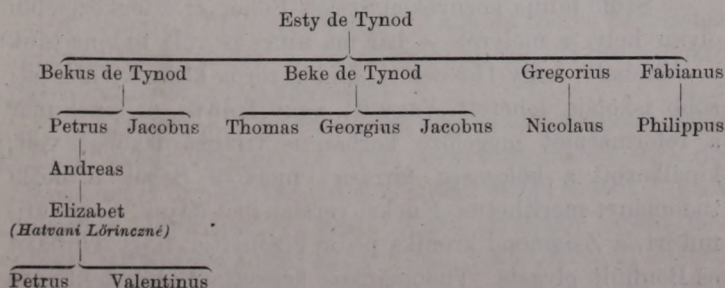 Esty de Tynod
Bekus de Tynod Beke de Tynod Gregorius Fabianus
Petrus Jacobus Thomas Georgius Jacobus Nicolaus Philippus
Andreas
Elizabet
(Hatvani Lőrinczné)
Petrus Valentinus